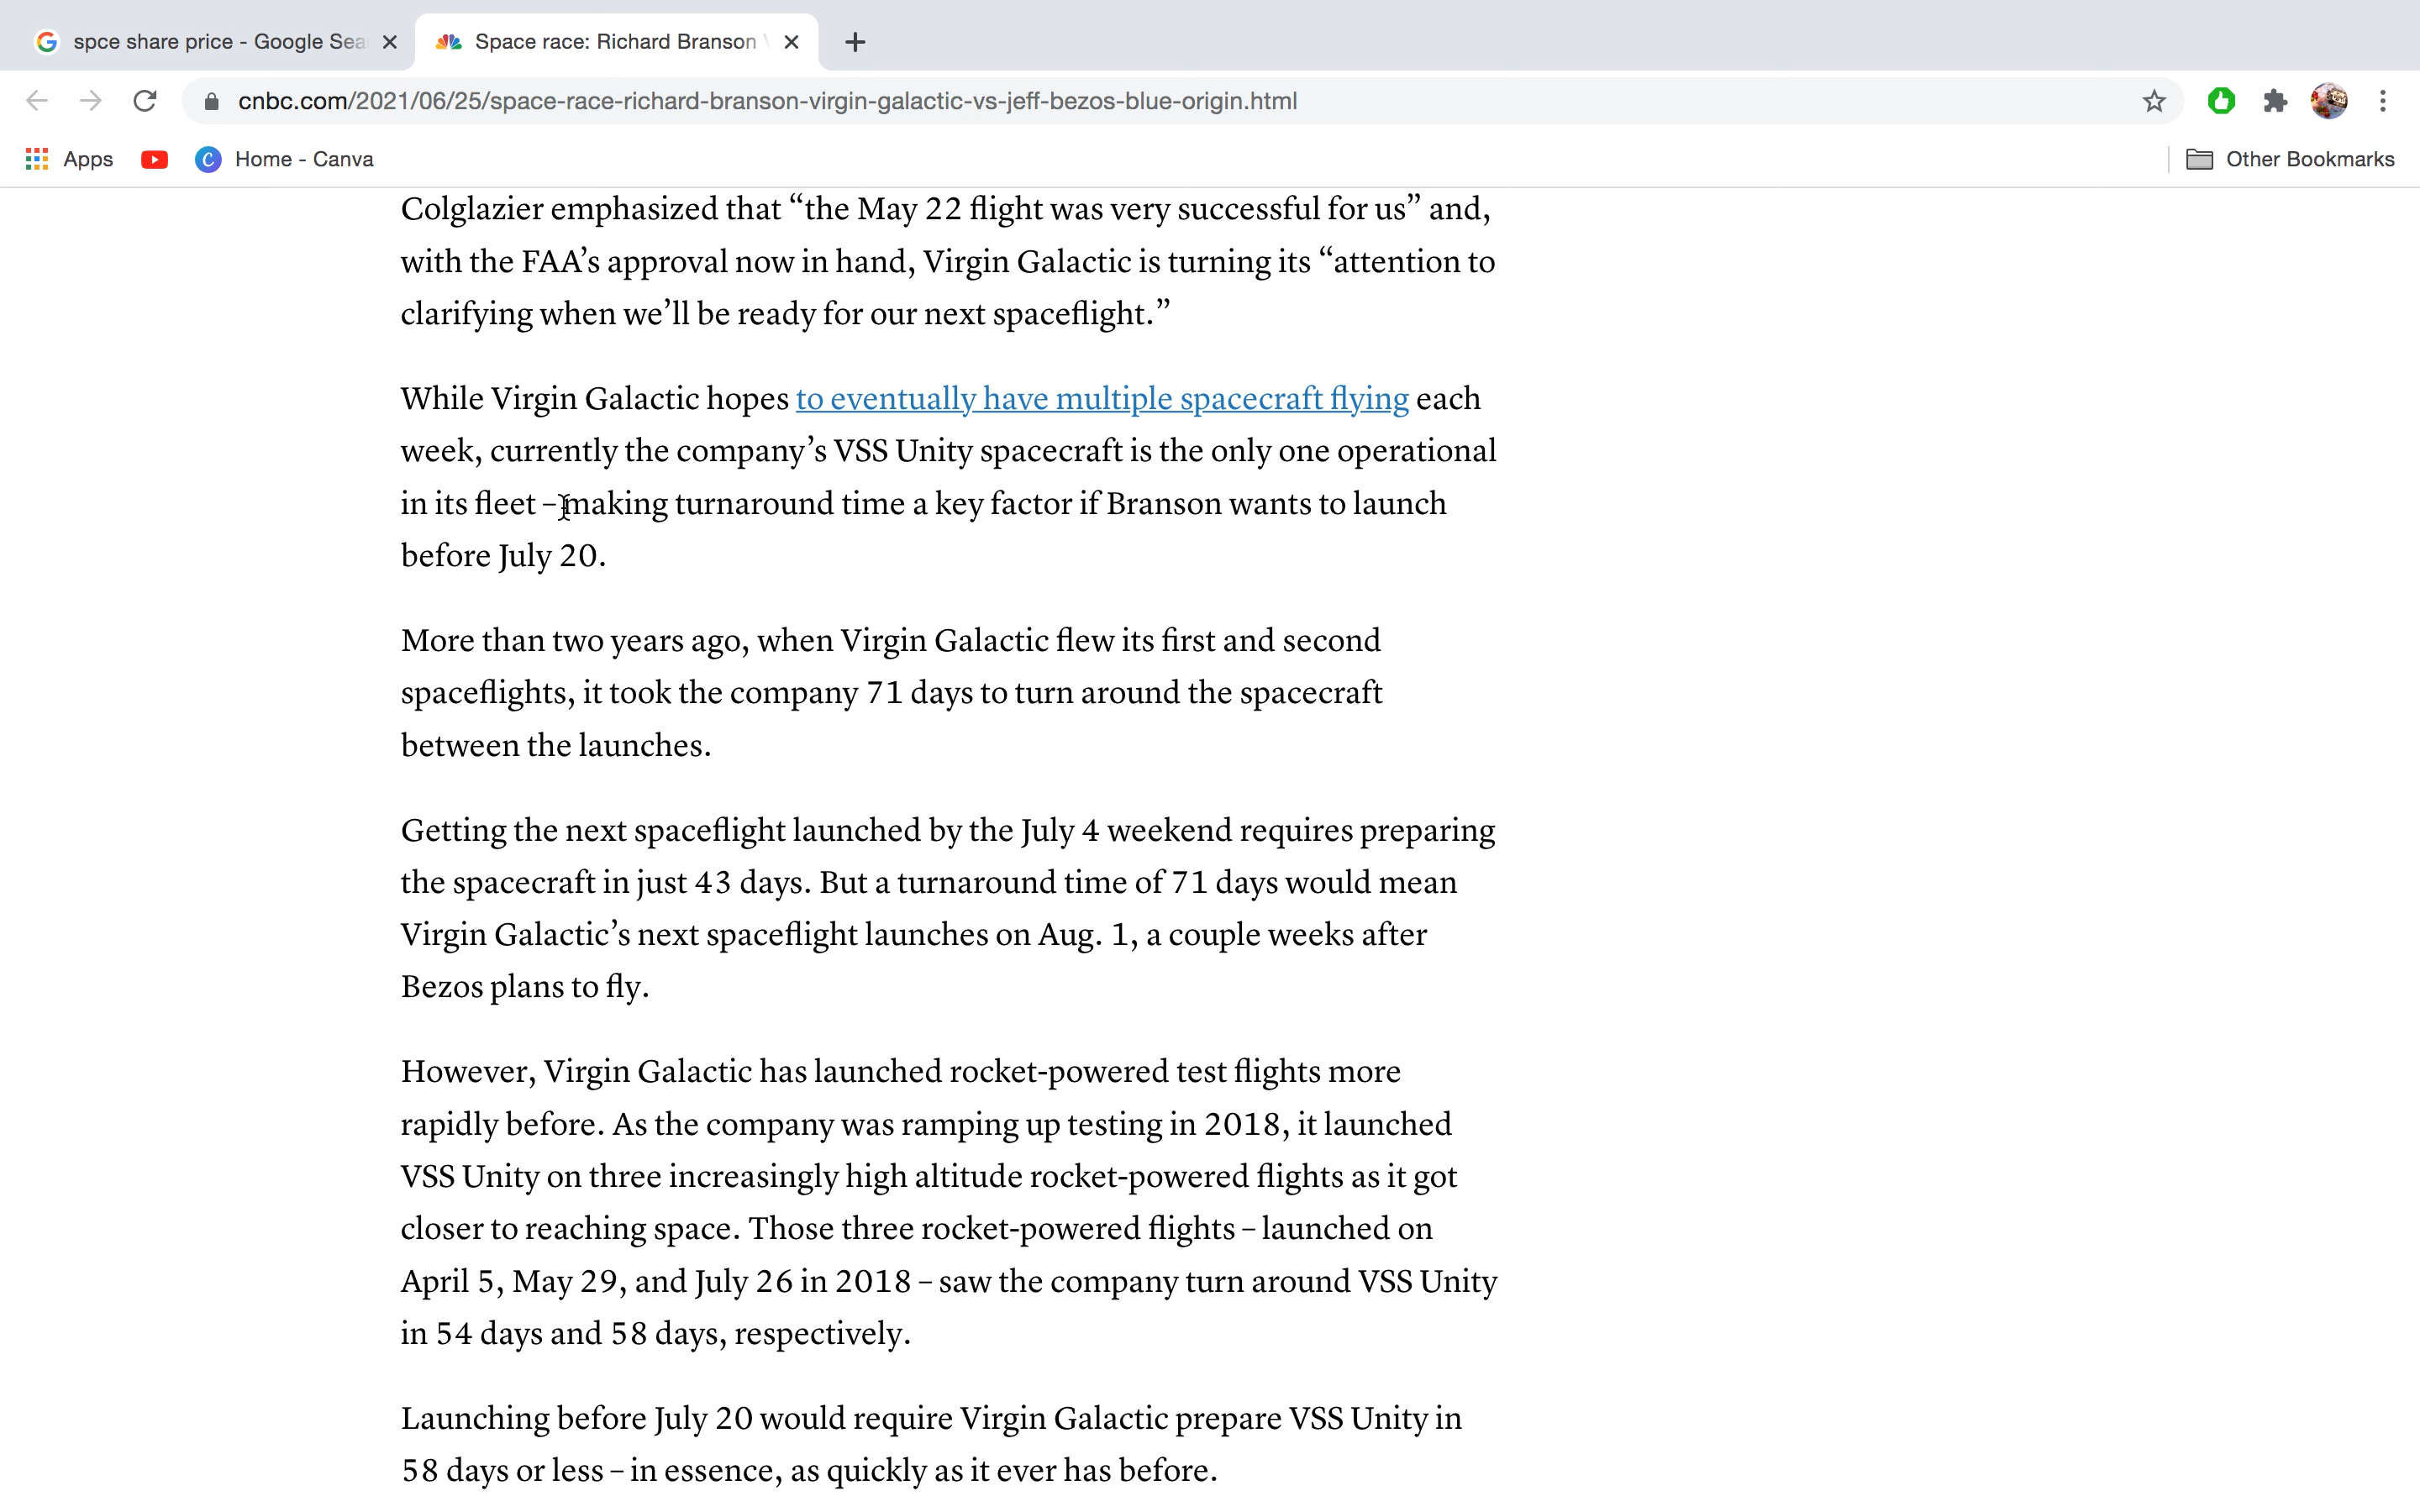 spce share price - Google Sea
Space race: Richard Branson
cnbc.com/2021/06/25/space-race-richard-branson-virgin-galactic-vs-jeff-bezos-blue-origin.html
Apps
Home - Canva
Other Bookmarks
Colglazier emphasized that “the May 22 flight was very successful for us” and,
with the FAA’s approval now in hand, Virgin Galactic is turning its “attention to
clarifying when we’ll be ready for our next spaceflight.”
While Virgin Galactic hopes to eventually have multiple spacecraft flying each
week, currently the company’s VSS Unity spacecraft is the only one operational
in its fleet – making turnaround time a key factor if Branson wants to launch
before July 20.
More than two years ago, when Virgin Galactic flew its first and second
spaceflights, it took the company 71 days to turn around the spacecraft
between the launches.
Getting the next spaceflight launched by the July 4 weekend requires preparing
the spacecraft in just 43 days. But a turnaround time of 71 days would mean
Virgin Galactic’s next spaceflight launches on Aug. 1, a couple weeks after
Bezos plans to fly.
However, Virgin Galactic has launched rocket-powered test flights more
rapidly before. As the company was ramping up testing in 2018, it launched
VSS Unity on three increasingly high altitude rocket-powered flights as it got
closer to reaching space. Those three rocket-powered flights – launched on
April 5, May 29, and July 26 in 2018 – saw the company turn around VSS Unity
in 54 days and 58 days, respectively.
Launching before July 20 would require Virgin Galactic prepare VSS Unity in
58 days or less – in essence, as quickly as it ever has before.